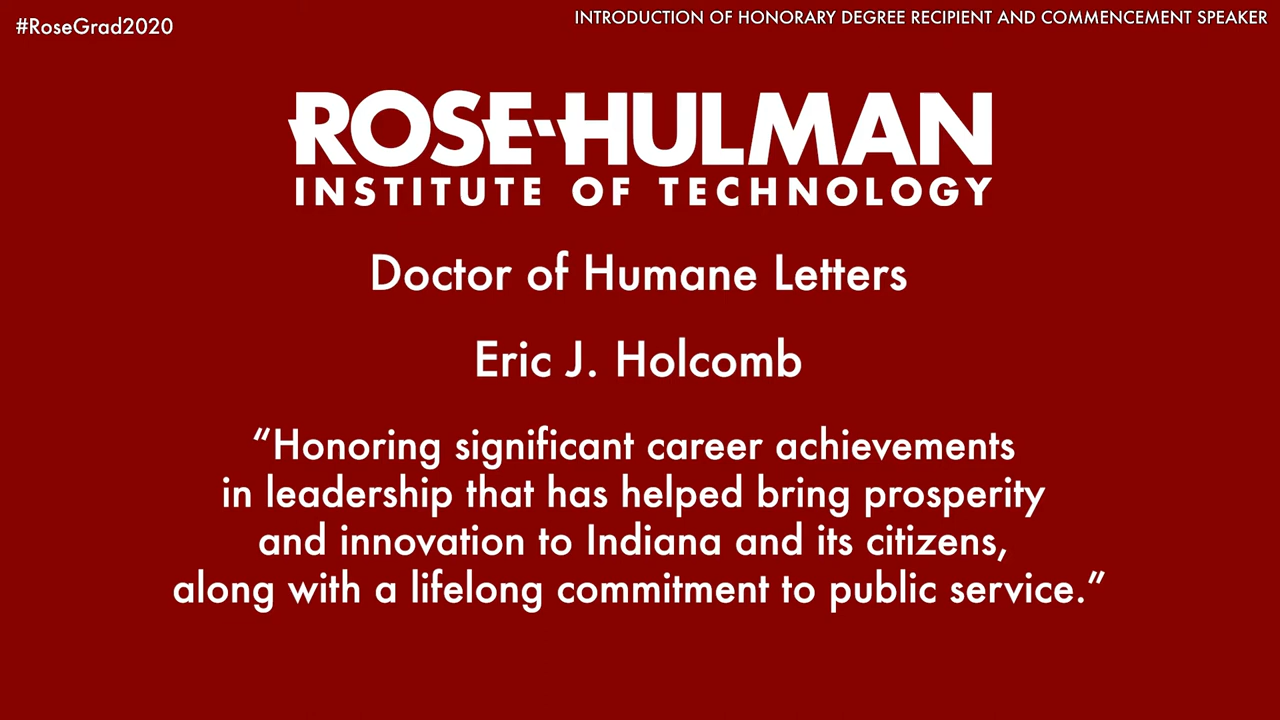 #RoseGrad2020
INTRODUCTION OF HONORARY DEGREE RECIPIENT AND COMMENCEMENT SPEAKER
ROSE-HULMAN
INSTITUTE OF TECHNOLOGY
Doctor of Humane Letters
Eric J. Holcomb
“Honoring significant career achievements
in leadership that has helped bring prosperity
and innovation to Indiana and its citizens,
along with a lifelong commitment to public service.”